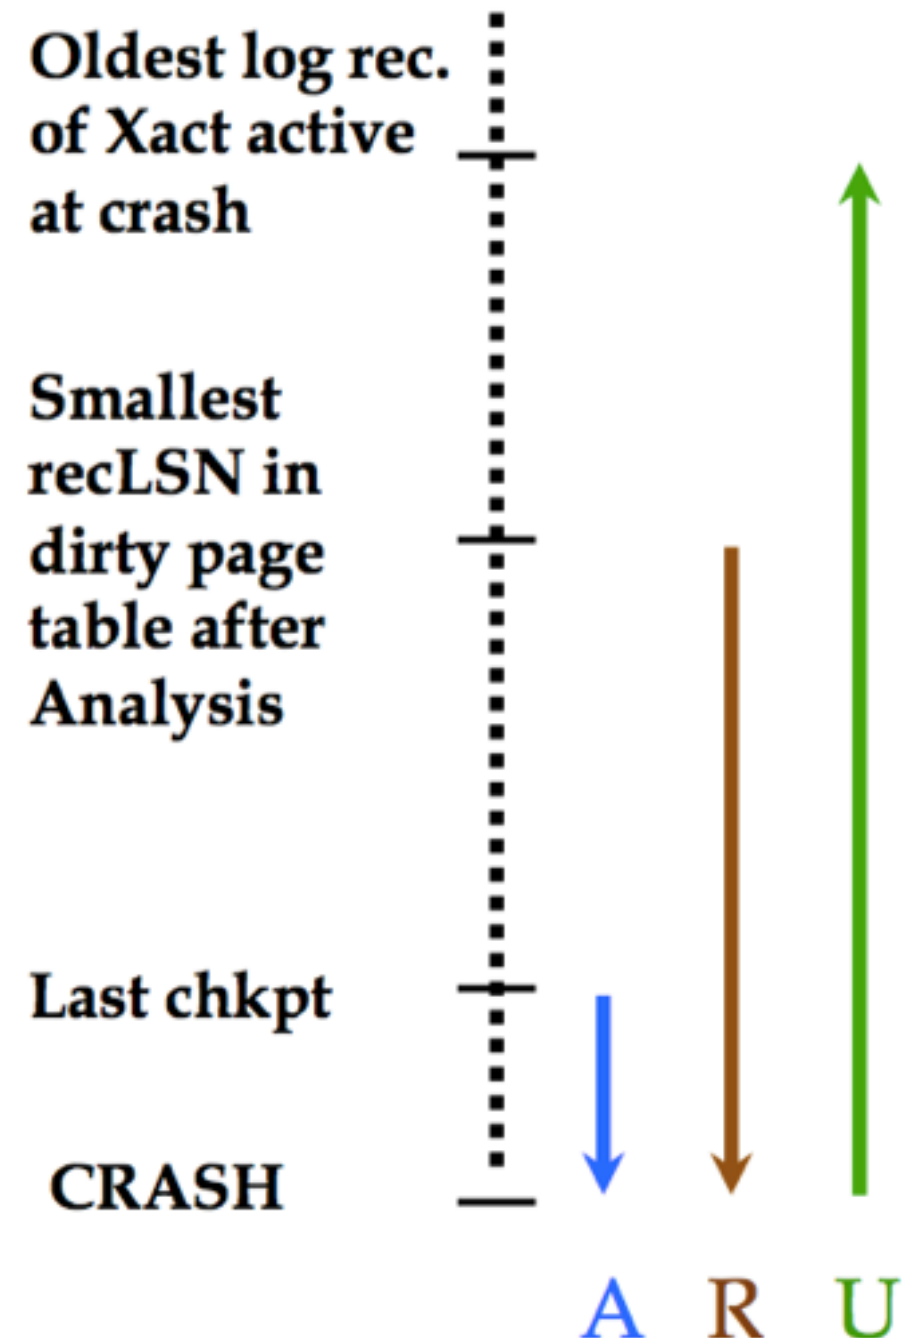 Oldest log rec.
of Xact active
at crash
Smallest
recLSN in
dirty page
table after
Analysis
Last chkpt
CRASH
A R U